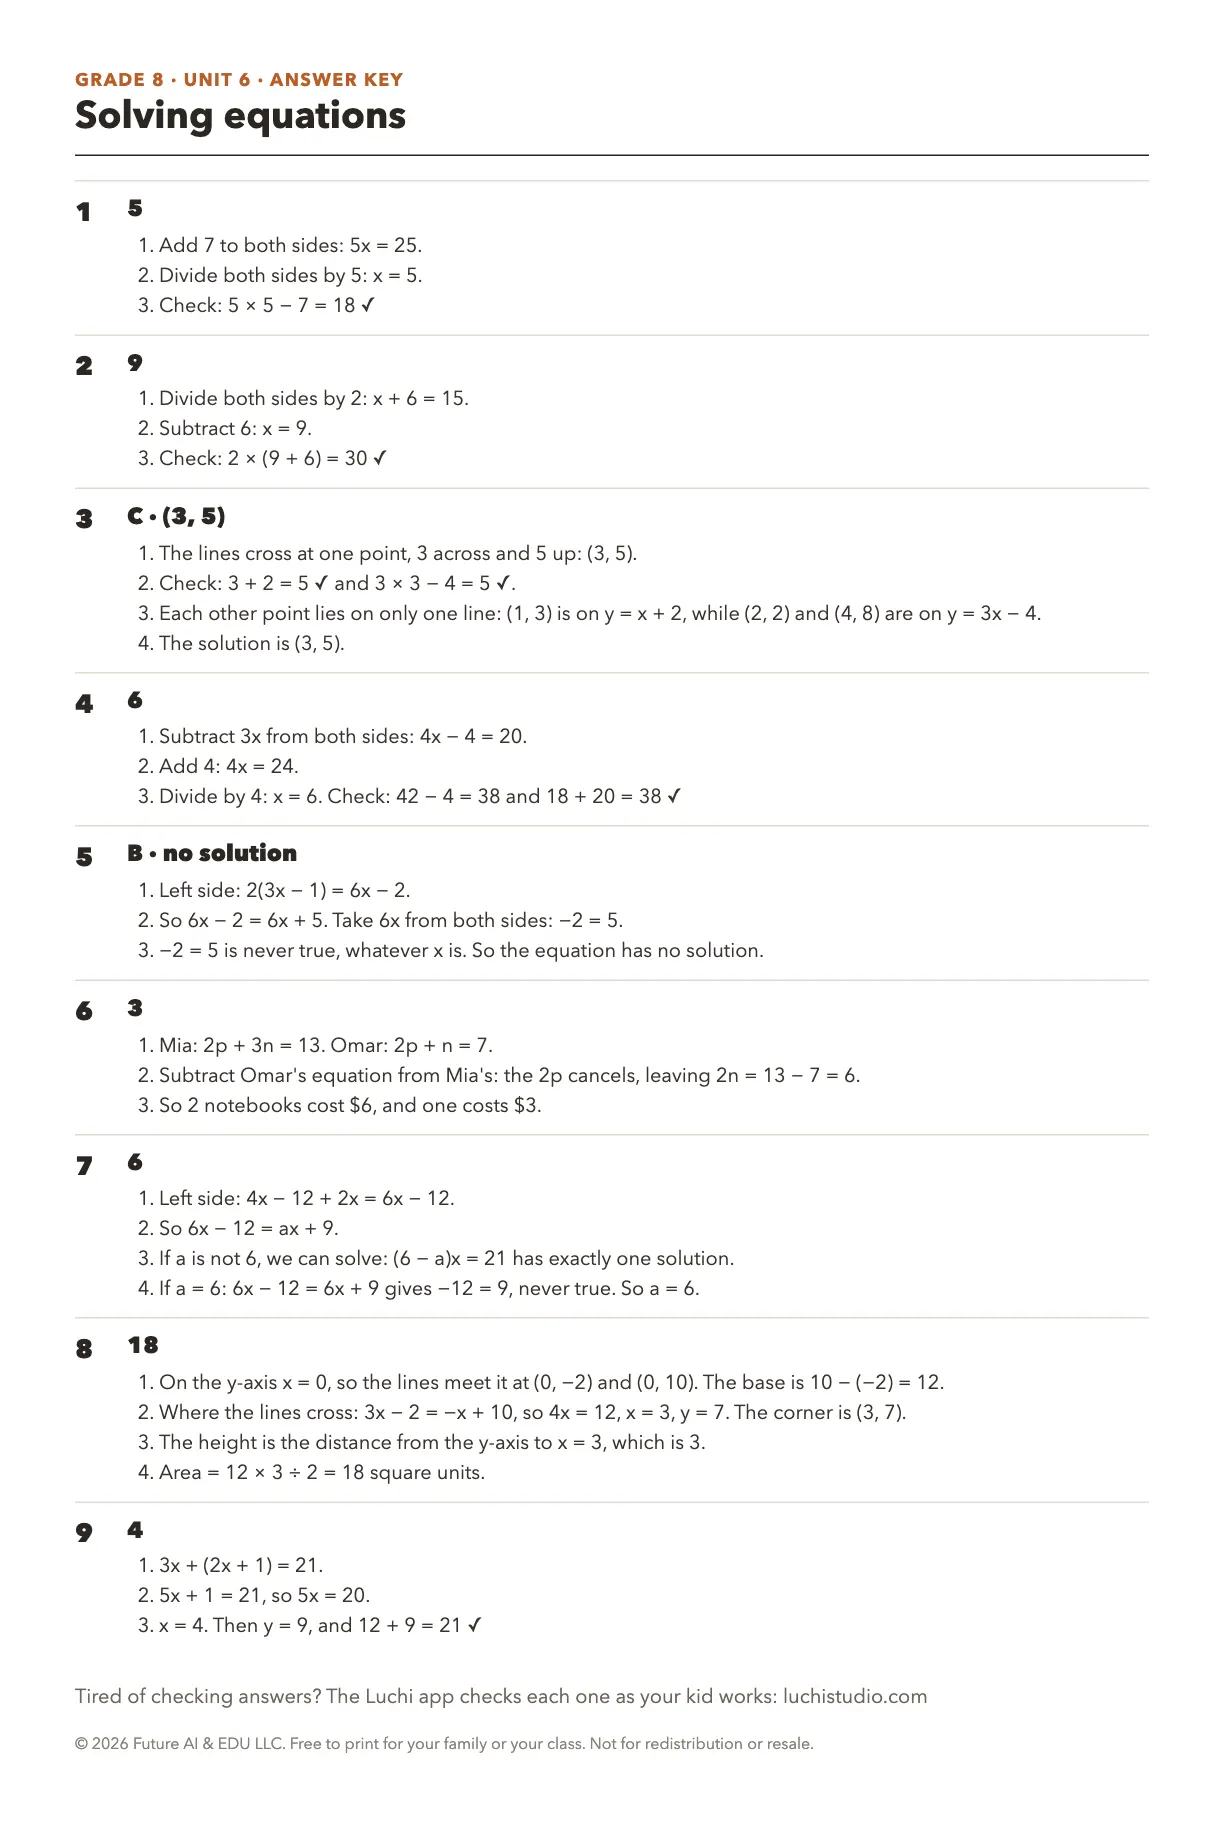 GRADE 8 · UNIT 6 · ANSWER KEY
Solving equations
1 5
1. Add 7 to both sides: 5x = 25.
2. Divide both sides by 5: x = 5.
3. Check: 5 × 5 − 7 = 18 ✓
2 9
1. Divide both sides by 2: x + 6 = 15.
2. Subtract 6: x = 9.
3. Check: 2 × (9 + 6) = 30 ✓
3 C · (3, 5)
1. The lines cross at one point, 3 across and 5 up: (3, 5).
2. Check: 3 + 2 = 5 ✓ and 3 × 3 − 4 = 5 ✓.
3. Each other point lies on only one line: (1, 3) is on y = x + 2, while (2, 2) and (4, 8) are on y = 3x − 4.
4. The solution is (3, 5).
4 6
1. Subtract 3x from both sides: 4x − 4 = 20.
2. Add 4: 4x = 24.
3. Divide by 4: x = 6. Check: 42 − 4 = 38 and 18 + 20 = 38 ✓
5 B · no solution
1. Left side: 2(3x − 1) = 6x − 2.
2. So 6x − 2 = 6x + 5. Take 6x from both sides: −2 = 5.
3. −2 = 5 is never true, whatever x is. So the equation has no solution.
6 3
1. Mia: 2p + 3n = 13. Omar: 2p + n = 7.
2. Subtract Omar's equation from Mia's: the 2p cancels, leaving 2n = 13 − 7 = 6.
3. So 2 notebooks cost $6, and one costs $3.
7 6
1. Left side: 4x − 12 + 2x = 6x − 12.
2. So 6x − 12 = ax + 9.
3. If a is not 6, we can solve: (6 − a)x = 21 has exactly one solution.
4. If a = 6: 6x − 12 = 6x + 9 gives −12 = 9, never true. So a = 6.
8 18
1. On the y-axis x = 0, so the lines meet it at (0, −2) and (0, 10). The base is 10 − (−2) = 12.
2. Where the lines cross: 3x − 2 = −x + 10, so 4x = 12, x = 3, y = 7. The corner is (3, 7).
3. The height is the distance from the y-axis to x = 3, which is 3.
4. Area = 12 × 3 ÷ 2 = 18 square units.
9 4
1. 3x + (2x + 1) = 21.
2. 5x + 1 = 21, so 5x = 20.
3. x = 4. Then y = 9, and 12 + 9 = 21 ✓
Tired of checking answers? The Luchi app checks each one as your kid works: luchistudio.com
© 2026 Future AI & EDU LLC. Free to print for your family or your class. Not for redistribution or resale.